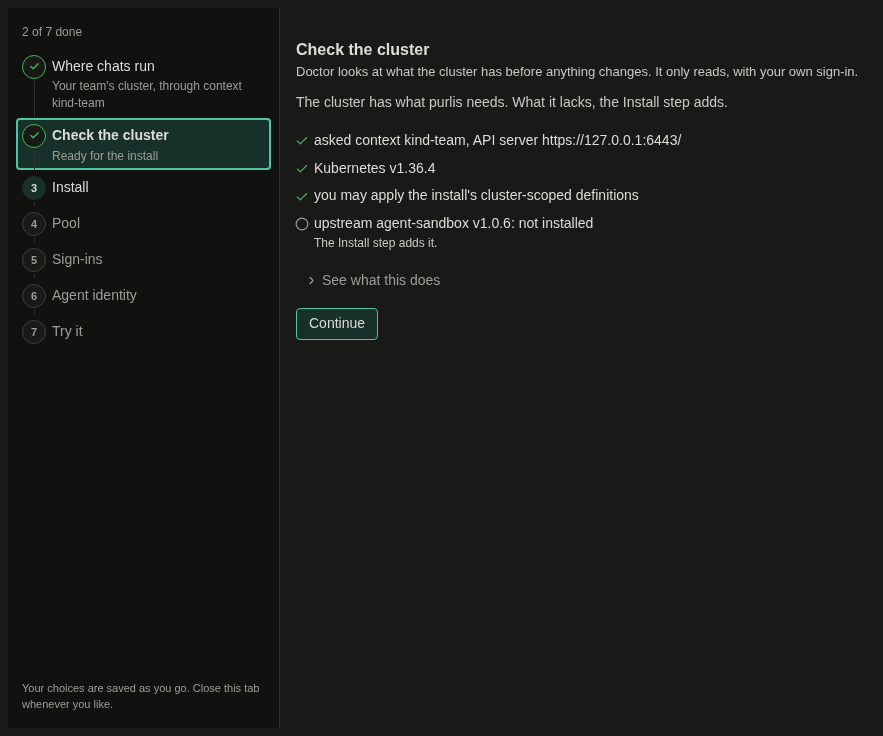 2 of 7 done
Where chats run
Your team's cluster, through context
kind-team
Check the cluster
Ready for the install
3 Install
4 Pool
5 Sign-ins
6 Agent identity
7 Try it
Your choices are saved as you go. Close this tab
whenever you like.
Check the cluster
Doctor looks at what the cluster has before anything changes. It only reads, with your own sign-in.
The cluster has what purlis needs. What it lacks, the Install step adds.
asked context kind-team, API server https://127.0.0.1:6443/
Kubernetes v1.36.4
you may apply the install's cluster-scoped definitions
upstream agent-sandbox v1.0.6: not installed
The Install step adds it.
See what this does
Continue